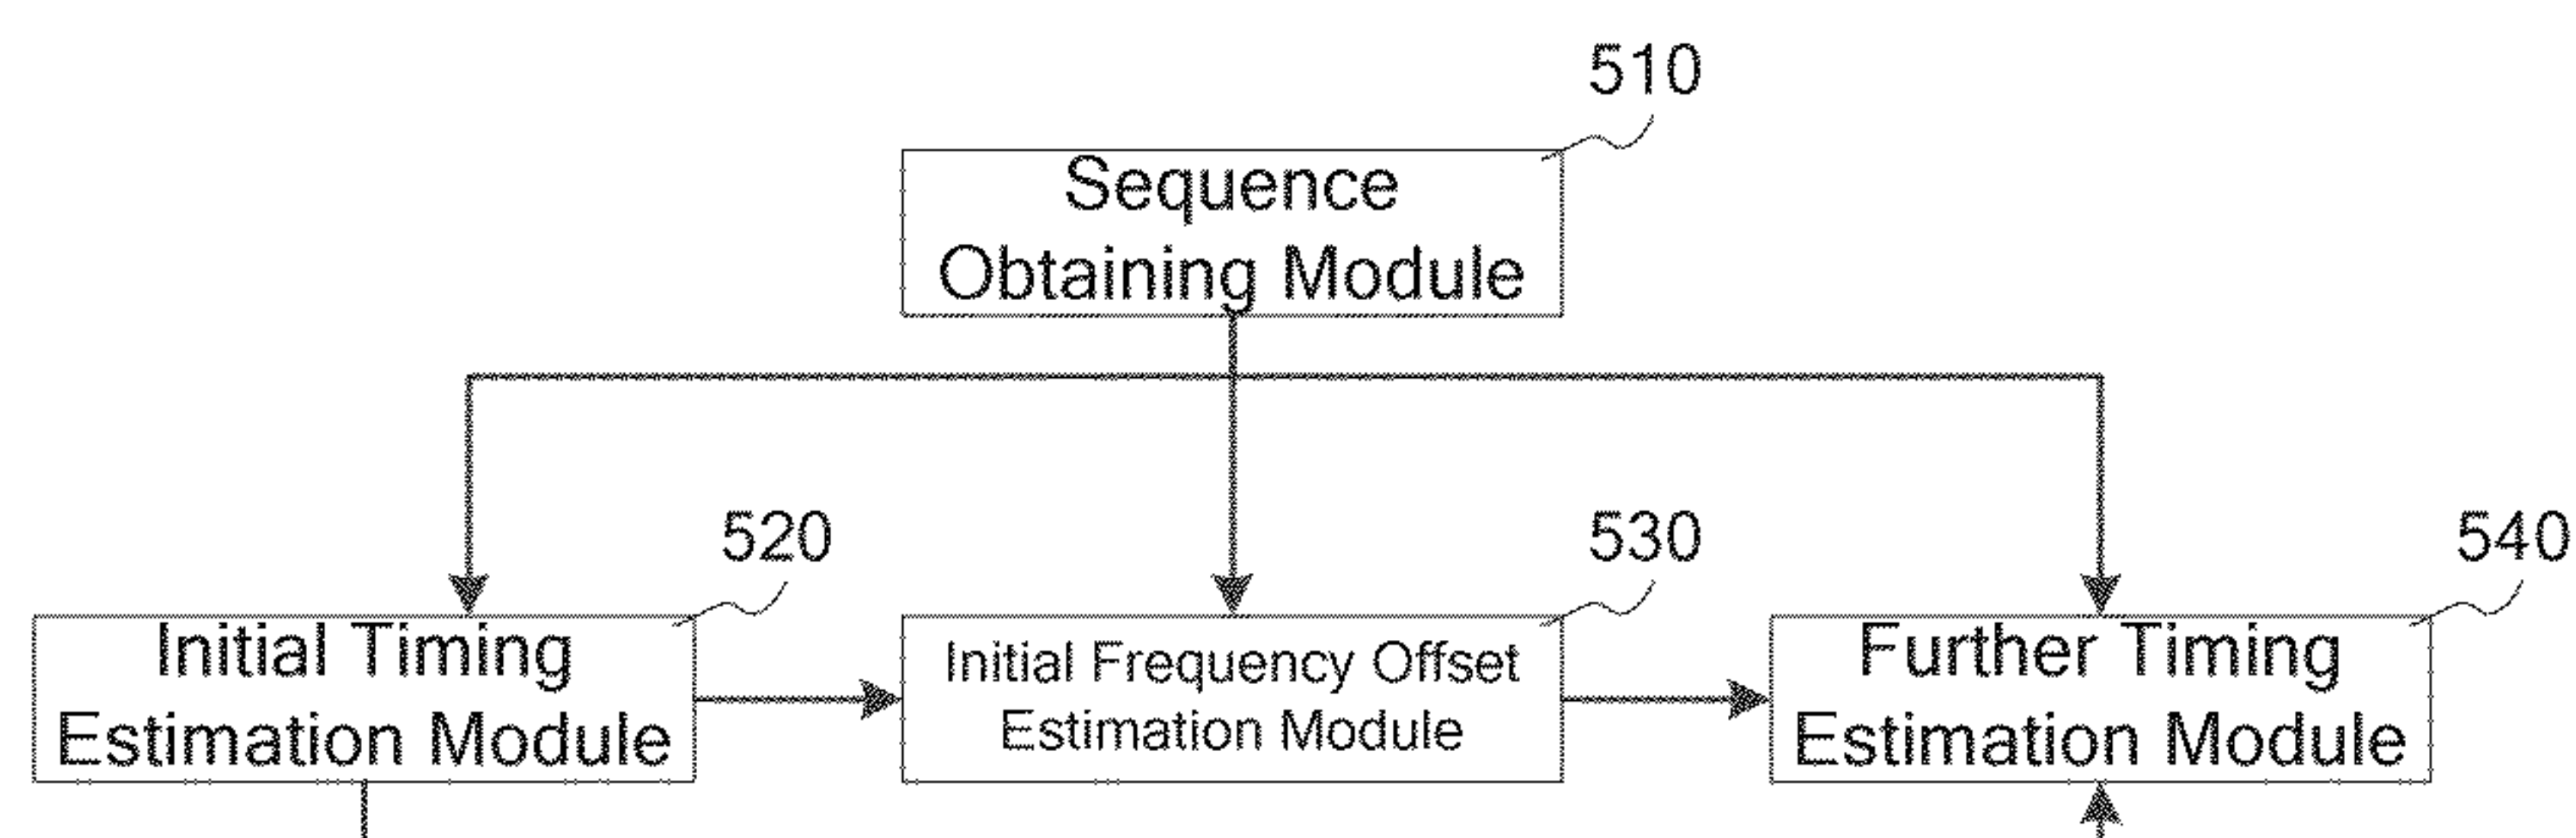 510
Sequence
Obtaining Module
520
530
540
Initial Timing
Estimation Module
Initial Frequency Offset
Estimation Module
Further Timing
Estimation Module